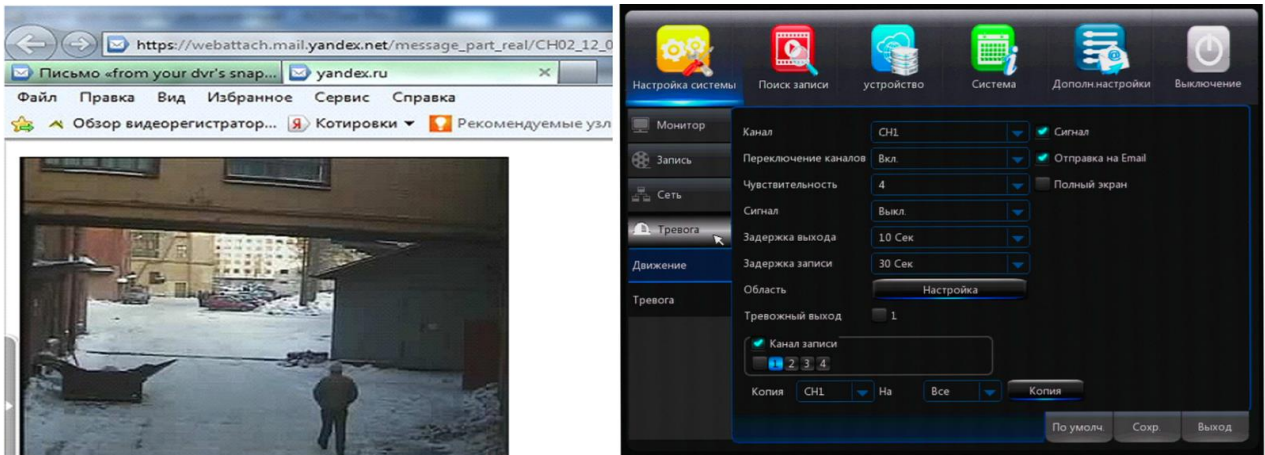 https://webattach.mail.yandex.net/message_part_real/CH02_12_0
Письмо «from your dvr's snap...
yandex.ru
Файл Правка Вид Избранное Сервис Справка
Обзор видеорегистратор... Я Котировки Рекомендуемые узл
Настройка системы
Поиск записи
устройство
Система
Дополн.настройки
Выключение
Монитор
Запись
Сеть
Тревога
Движение
Тревога
Канал CH1 Сигнал
Переключение каналов Вкл. Отправка на Email
Чувствительность 4 Полный экран
Сигнал Выкл.
Задержка выхода 10 Сек
Задержка записи 30 Сек
Область Настройка
Тревожный выход 1
Канал записи
1 2 3 4
Копия CH1 На Все Копия
По умолч. Сохр. Выход